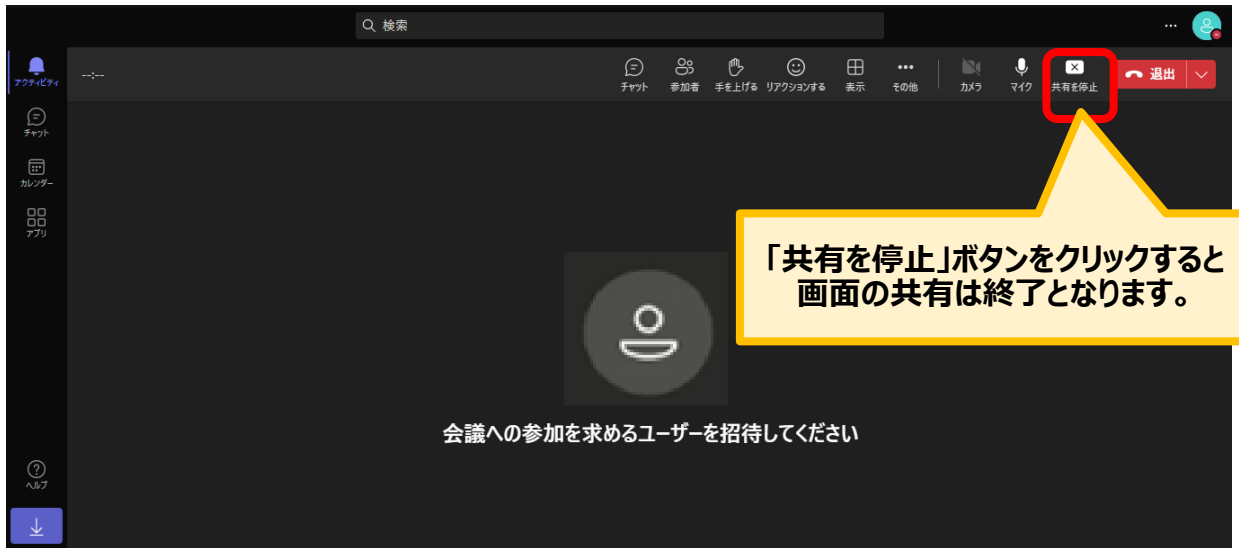 検索
アクティビティ
--:--
チャット
参加者
手を上げる
リアクションする
表示
その他
カメラ
マイク
共有を停止
退出
チャット
カレンダー
アプリ
「共有を停止」ボタンをクリックすると
画面の共有は終了となります。
会議への参加を求めるユーザーを招待してください
ヘルプ